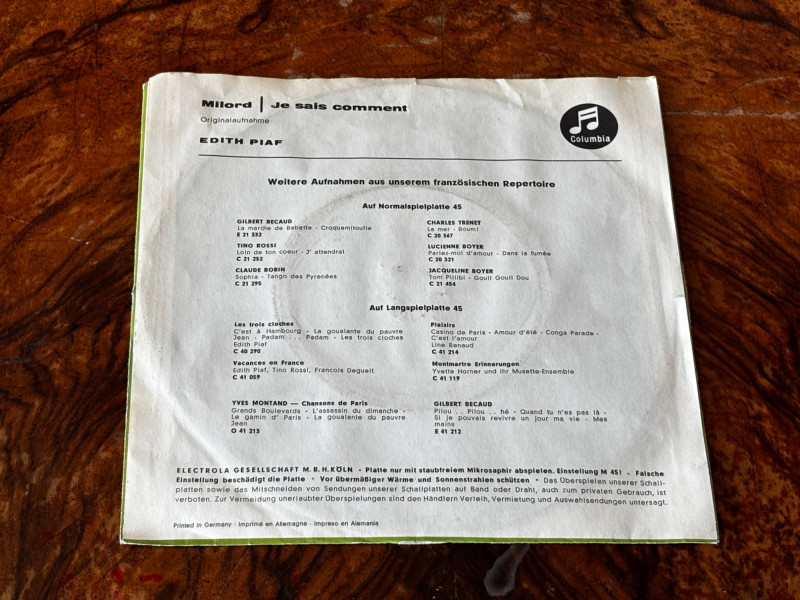 Milord | Je sais comment
Originalaufnahme
EDITH PIAF
Columbia
Weitere Aufnahmen aus unserem französischen Repertoire
Auf Normalspielplatte 45
GILBERT BECAUD
La marche de Babette · Croquemitoufle
E 21 332
TINO ROSSI
Loin de ton coeur · J' attendrai
C 21 252
CLAUDE ROBIN
Sophia · Tango des Pyrenées
C 21 295
CHARLES TRENET
La mer · Boum!
C 20 347
LUCIENNE BOYER
Parlez-moi d'amour · Dans la fumée
C 20 321
JACQUELINE BOYER
Tom Pillibi · Gouli Gouli Dou
C 21 454
Auf Langspielplatte 45
Les trois cloches
C'est à Hambourg · La goualante du pauvre
Jean · Padam . . . Padam · Les trois cloches
Edith Piaf
C 40 290
Vacances en France
Edith Piaf, Tino Rossi, Francois Deguelt
C 41 059
YVES MONTAND — Chansons de Paris
Grands Boulevards · L'assassin du dimanche ·
Le gamin d' Paris · La goualante du pauvre
Jean
O 41 213
Plaisirs
Casino de Paris · Amour d'été · Conga Parade ·
C'est l'amour
Line Renaud
C 41 214
Montmartre Erinnerungen
Yvette Horner und ihr Musette-Ensemble
C 41 119
GILBERT BECAUD
Pilou . . Pilou . . hé · Quand tu n'es pas là ·
Si je pouvais revivre un jour ma vie · Mes
mains
E 41 212
ELECTROLA GESELLSCHAFT M. B. H. KÖLN · Platte nur mit staubfreiem Mikrosaphir abspielen. Einstellung M 45! · Falsche
Einstellung beschädigt die Platte · Vor übermäßiger Wärme und Sonnenstrahlen schützen · Das Überspielen unserer Schall-
platten sowie das Mitschneiden von Sendungen unserer Schallplatten auf Band oder Draht, auch zum privaten Gebrauch, ist
verboten. Zur Vermeidung unerlaubter Überspielungen sind den Händlern Verleih, Vermietung und Auswahlsendungen untersagt.
Printed in Germany · Imprimé en Allemagne · Impreso en Alemania